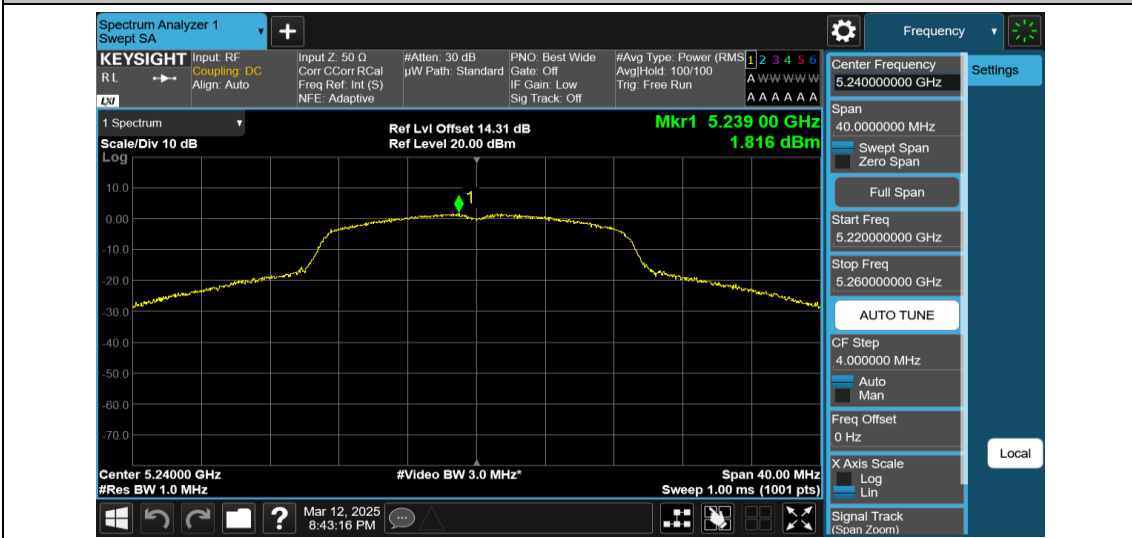 Spectrum Analyzer 1
Swept SA
Frequency
KEYSIGHT
R L
LXI
Input: RF
Coupling: DC
Align: Auto
Input Z: 50 Ω
Corr CCorr RCal
Freq Ref: Int (S)
NFE: Adaptive
#Atten: 30 dB
µW Path: Standard
PNO: Best Wide
Gate: Off
IF Gain: Low
Sig Track: Off
#Avg Type: Power (RMS
Avg|Hold: 100/100
Trig: Free Run
1 2 3 4 5 6
A W W W W W
A A A A A A
1 Spectrum
Scale/Div 10 dB
Log
Ref Lvl Offset 14.31 dB
Ref Level 20.00 dBm
Mkr1 5.239 00 GHz
1.816 dBm
1
10.0
0.00
-10.0
-20.0
-30.0
-40.0
-50.0
-60.0
-70.0
Center 5.24000 GHz
#Res BW 1.0 MHz
#Video BW 3.0 MHz*
Span 40.00 MHz
Sweep 1.00 ms (1001 pts)
Mar 12, 2025
8:43:16 PM
Center Frequency
5.240000000 GHz
Span
40.0000000 MHz
Swept Span
Zero Span
Full Span
Start Freq
5.220000000 GHz
Stop Freq
5.260000000 GHz
AUTO TUNE
CF Step
4.000000 MHz
Auto
Man
Freq Offset
0 Hz
X Axis Scale
Log
Lin
Signal Track
(Span Zoom)
Settings
Local